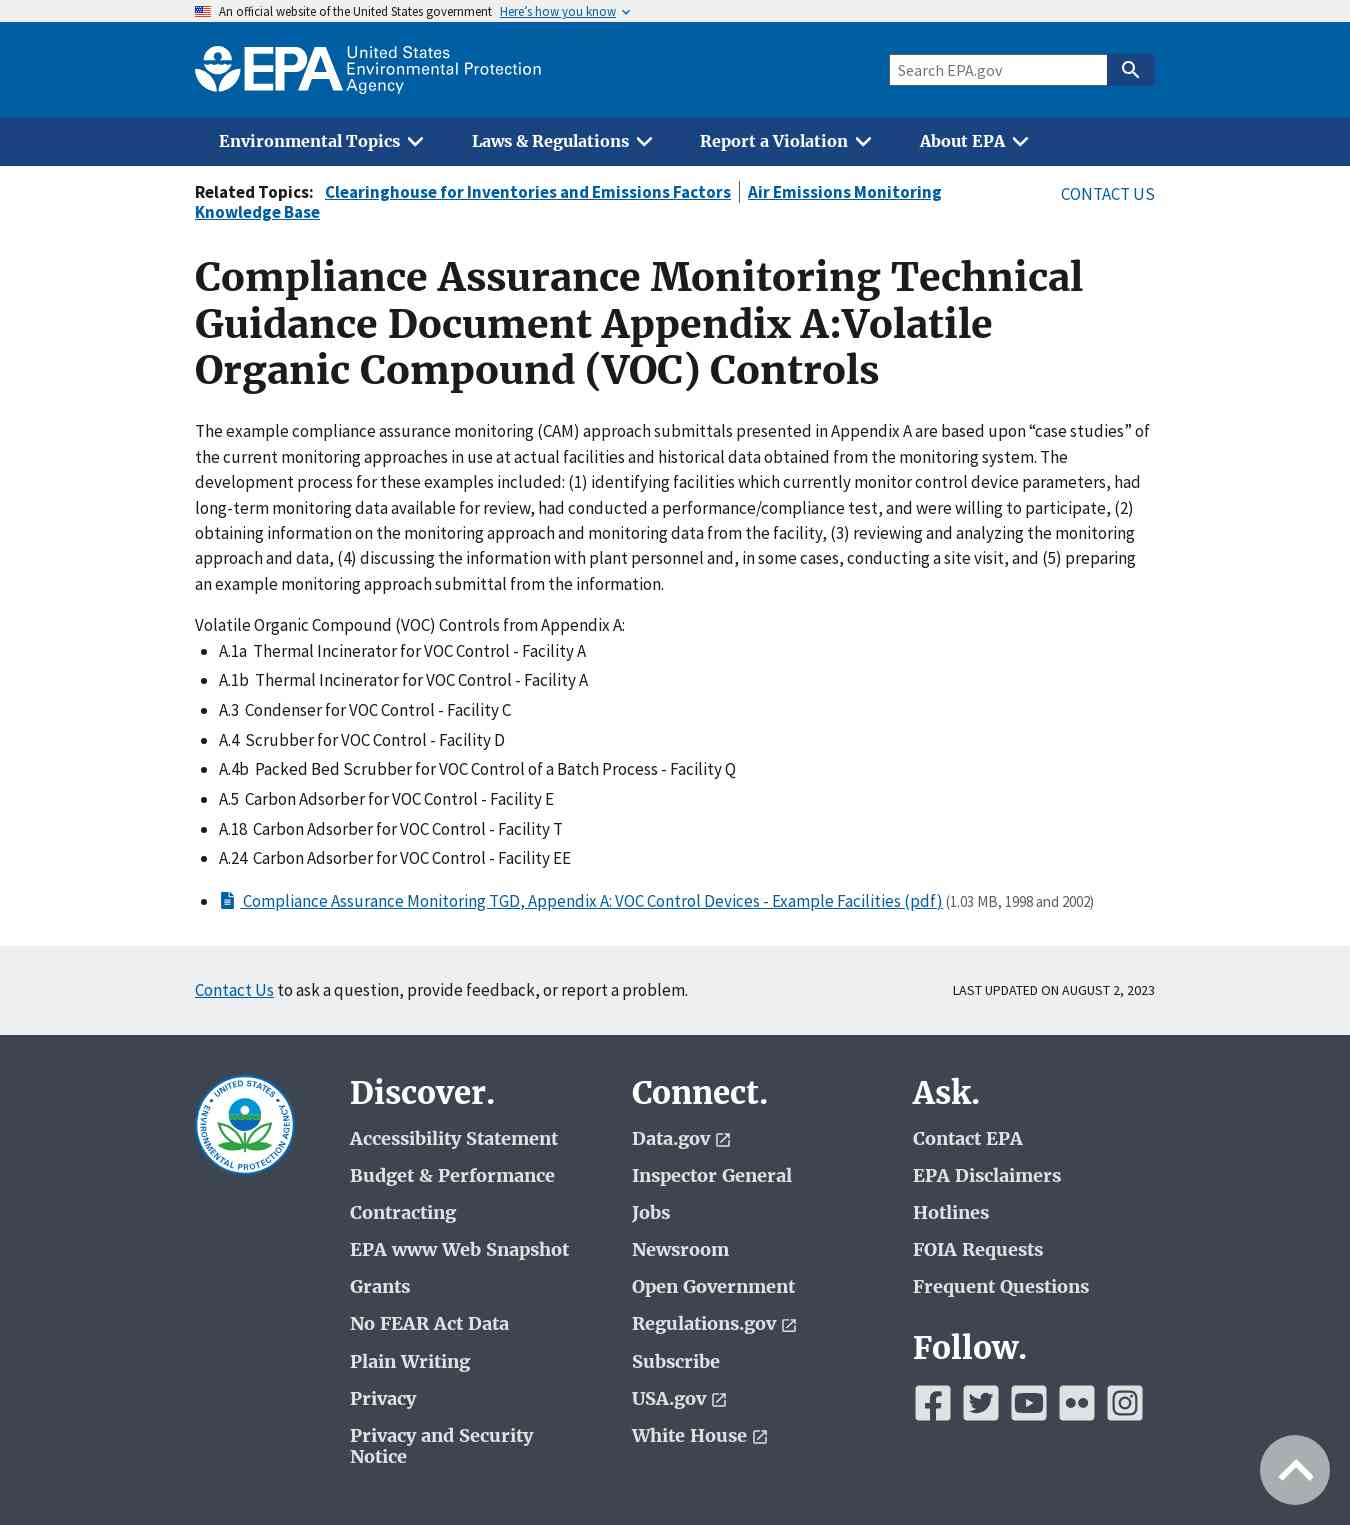 An official website of the United States government Here’s how you know
EPA United States
Environmental Protection
Agency
Search EPA.gov
Environmental Topics Laws & Regulations Report a Violation About EPA
Related Topics: Clearinghouse for Inventories and Emissions Factors Air Emissions Monitoring
Knowledge Base
CONTACT US
Compliance Assurance Monitoring Technical
Guidance Document Appendix A:Volatile
Organic Compound (VOC) Controls
The example compliance assurance monitoring (CAM) approach submittals presented in Appendix A are based upon “case studies” of
the current monitoring approaches in use at actual facilities and historical data obtained from the monitoring system. The
development process for these examples included: (1) identifying facilities which currently monitor control device parameters, had
long-term monitoring data available for review, had conducted a performance/compliance test, and were willing to participate, (2)
obtaining information on the monitoring approach and monitoring data from the facility, (3) reviewing and analyzing the monitoring
approach and data, (4) discussing the information with plant personnel and, in some cases, conducting a site visit, and (5) preparing
an example monitoring approach submittal from the information.
Volatile Organic Compound (VOC) Controls from Appendix A:
A.1a Thermal Incinerator for VOC Control - Facility A
A.1b Thermal Incinerator for VOC Control - Facility A
A.3 Condenser for VOC Control - Facility C
A.4 Scrubber for VOC Control - Facility D
A.4b Packed Bed Scrubber for VOC Control of a Batch Process - Facility Q
A.5 Carbon Adsorber for VOC Control - Facility E
A.18 Carbon Adsorber for VOC Control - Facility T
A.24 Carbon Adsorber for VOC Control - Facility EE
Compliance Assurance Monitoring TGD, Appendix A: VOC Control Devices - Example Facilities (pdf) (1.03 MB, 1998 and 2002)
Contact Us to ask a question, provide feedback, or report a problem.
LAST UPDATED ON AUGUST 2, 2023
UNITED STATES ENVIRONMENTAL PROTECTION AGENCY
Discover.
Accessibility Statement
Budget & Performance
Contracting
EPA www Web Snapshot
Grants
No FEAR Act Data
Plain Writing
Privacy
Privacy and Security
Notice
Connect.
Data.gov
Inspector General
Jobs
Newsroom
Open Government
Regulations.gov
Subscribe
USA.gov
White House
Ask.
Contact EPA
EPA Disclaimers
Hotlines
FOIA Requests
Frequent Questions
Follow.